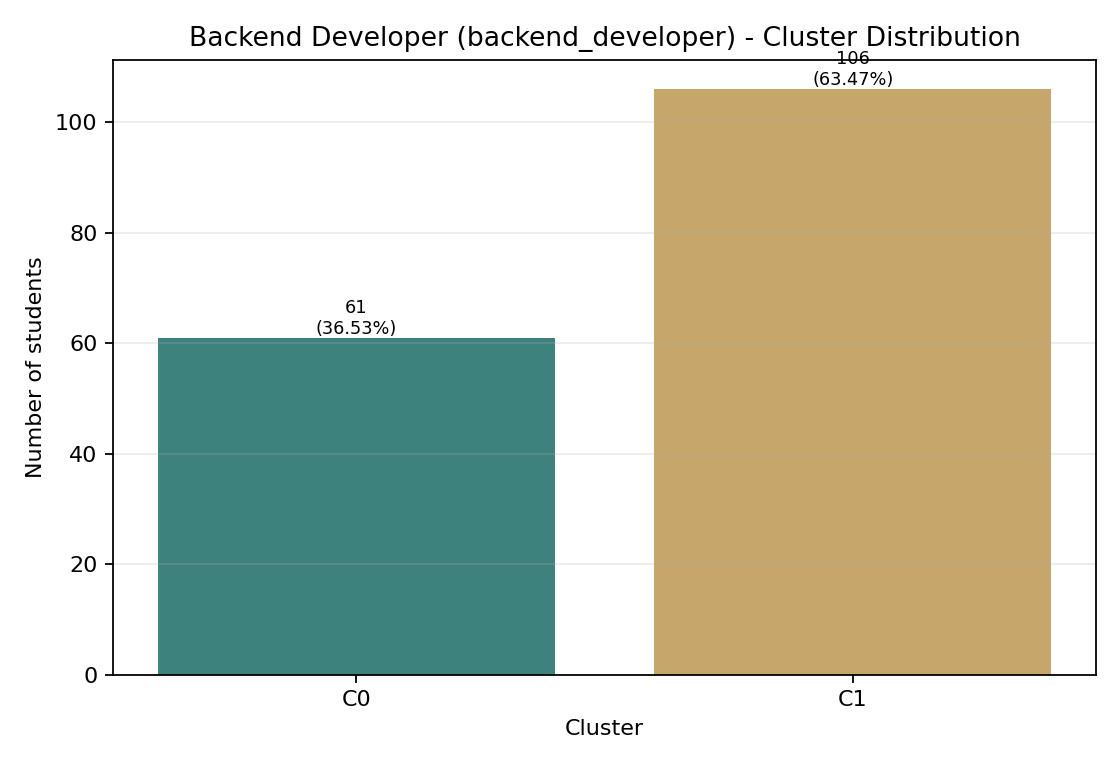 Backend Developer (backend_developer) - Cluster Distribution
106
(63.47%)
100
80
61
(36.53%)
60
40
20
0
Number of students
C0
C1
Cluster